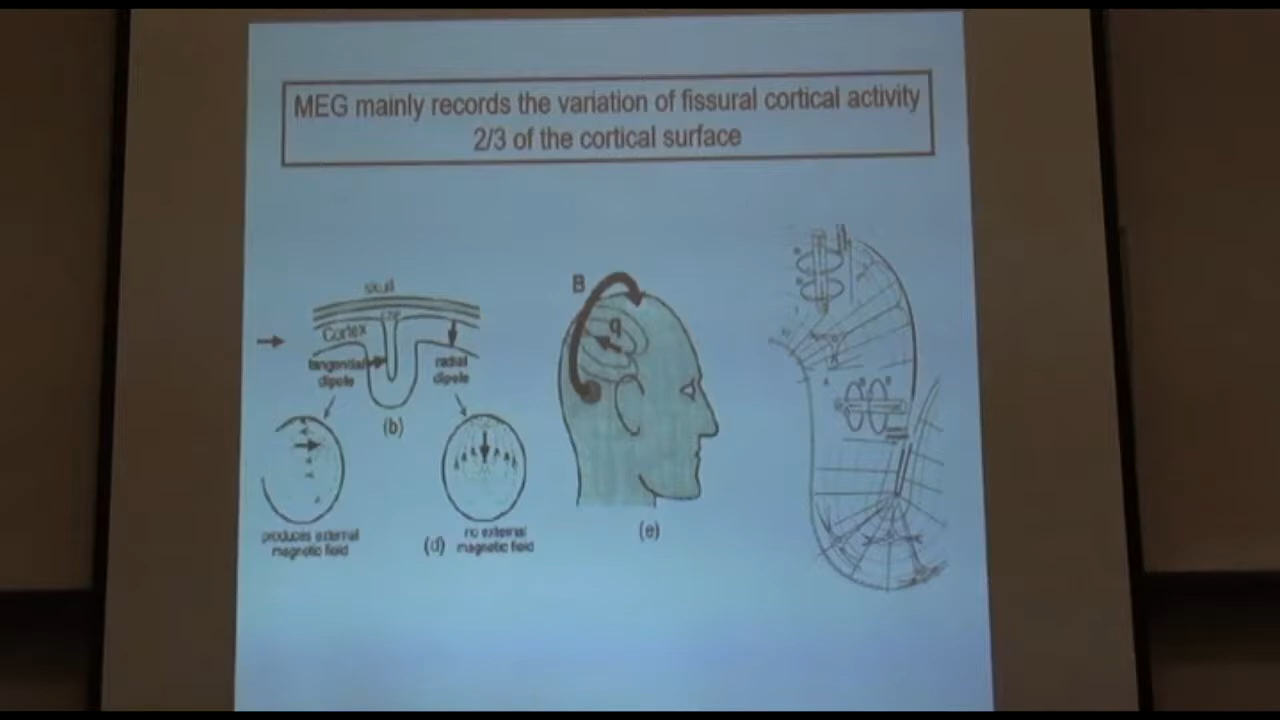 MEG mainly records the variation of fissural cortical activity
2/3 of the cortical surface
skull
Cortex
tangential
dipole
radial
dipole
(b)
produces external
magnetic field
(d)
no external
magnetic field
B
q
(e)